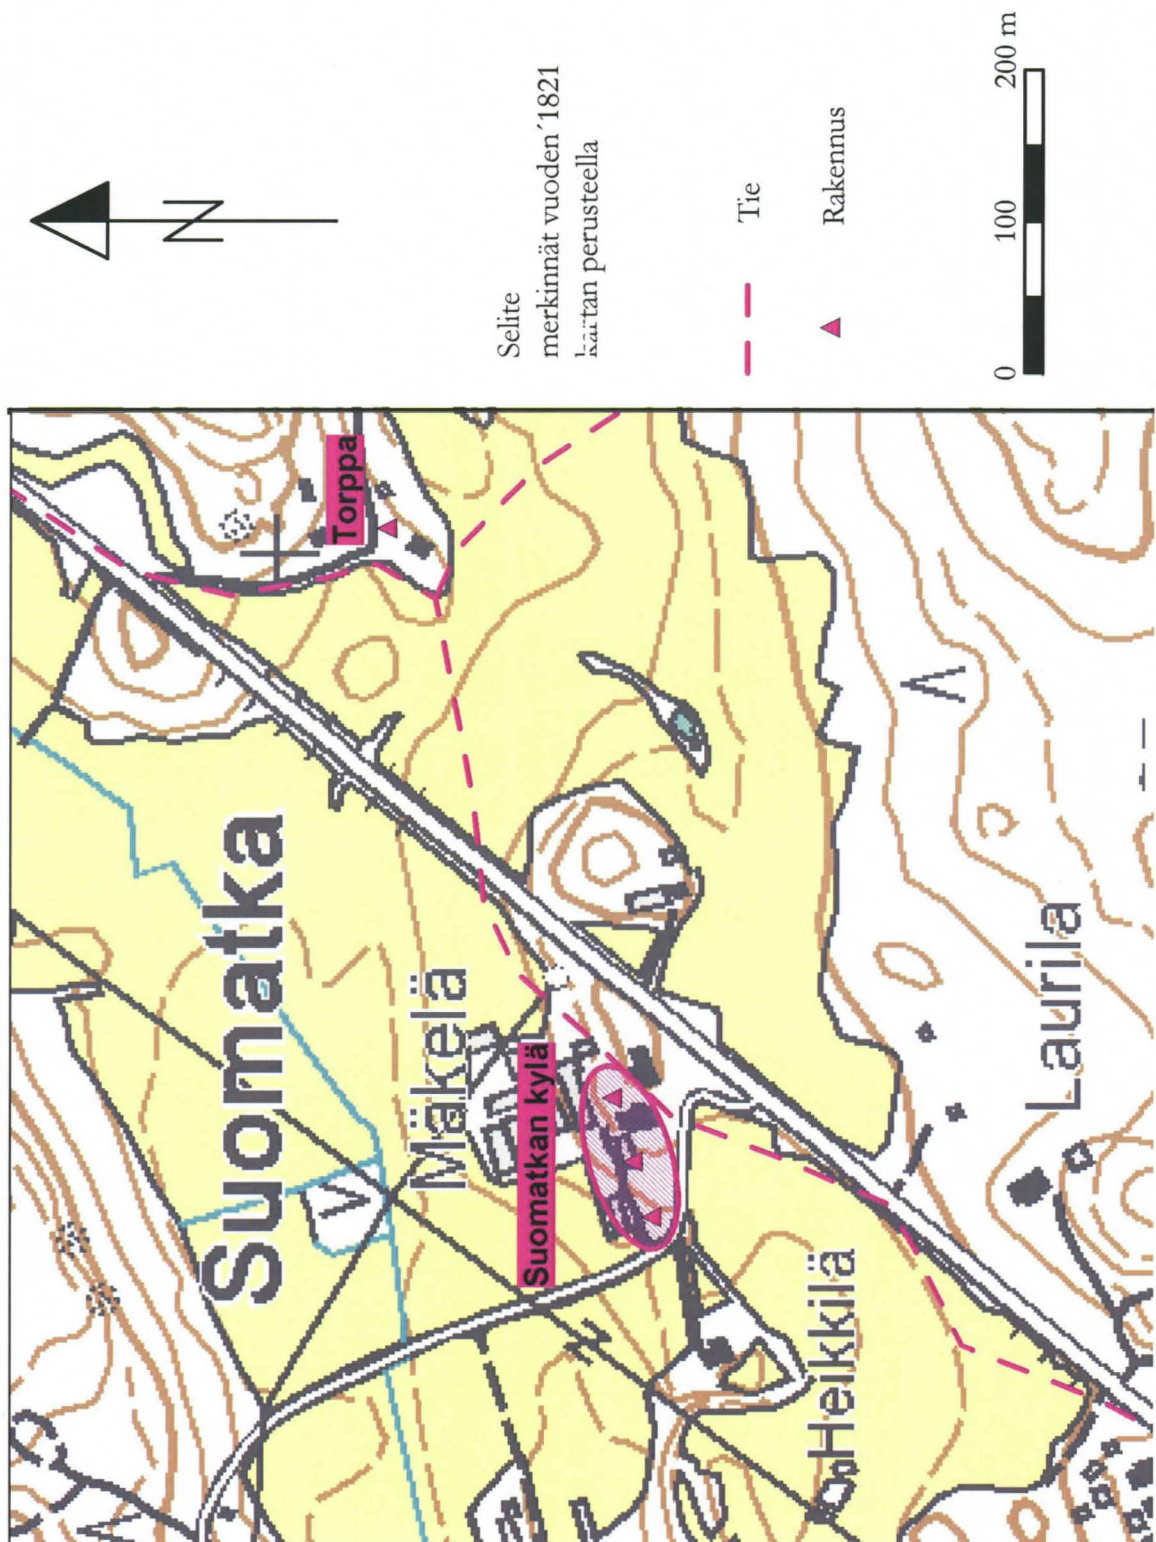 N
Selite
merkinnät vuoden´1821
kartan perusteella
Tie
Rakennus
0 100 200 m
Torppa
Suomatka
Mäkelä
Suomatkan kylä
Heikkilä
Laurila